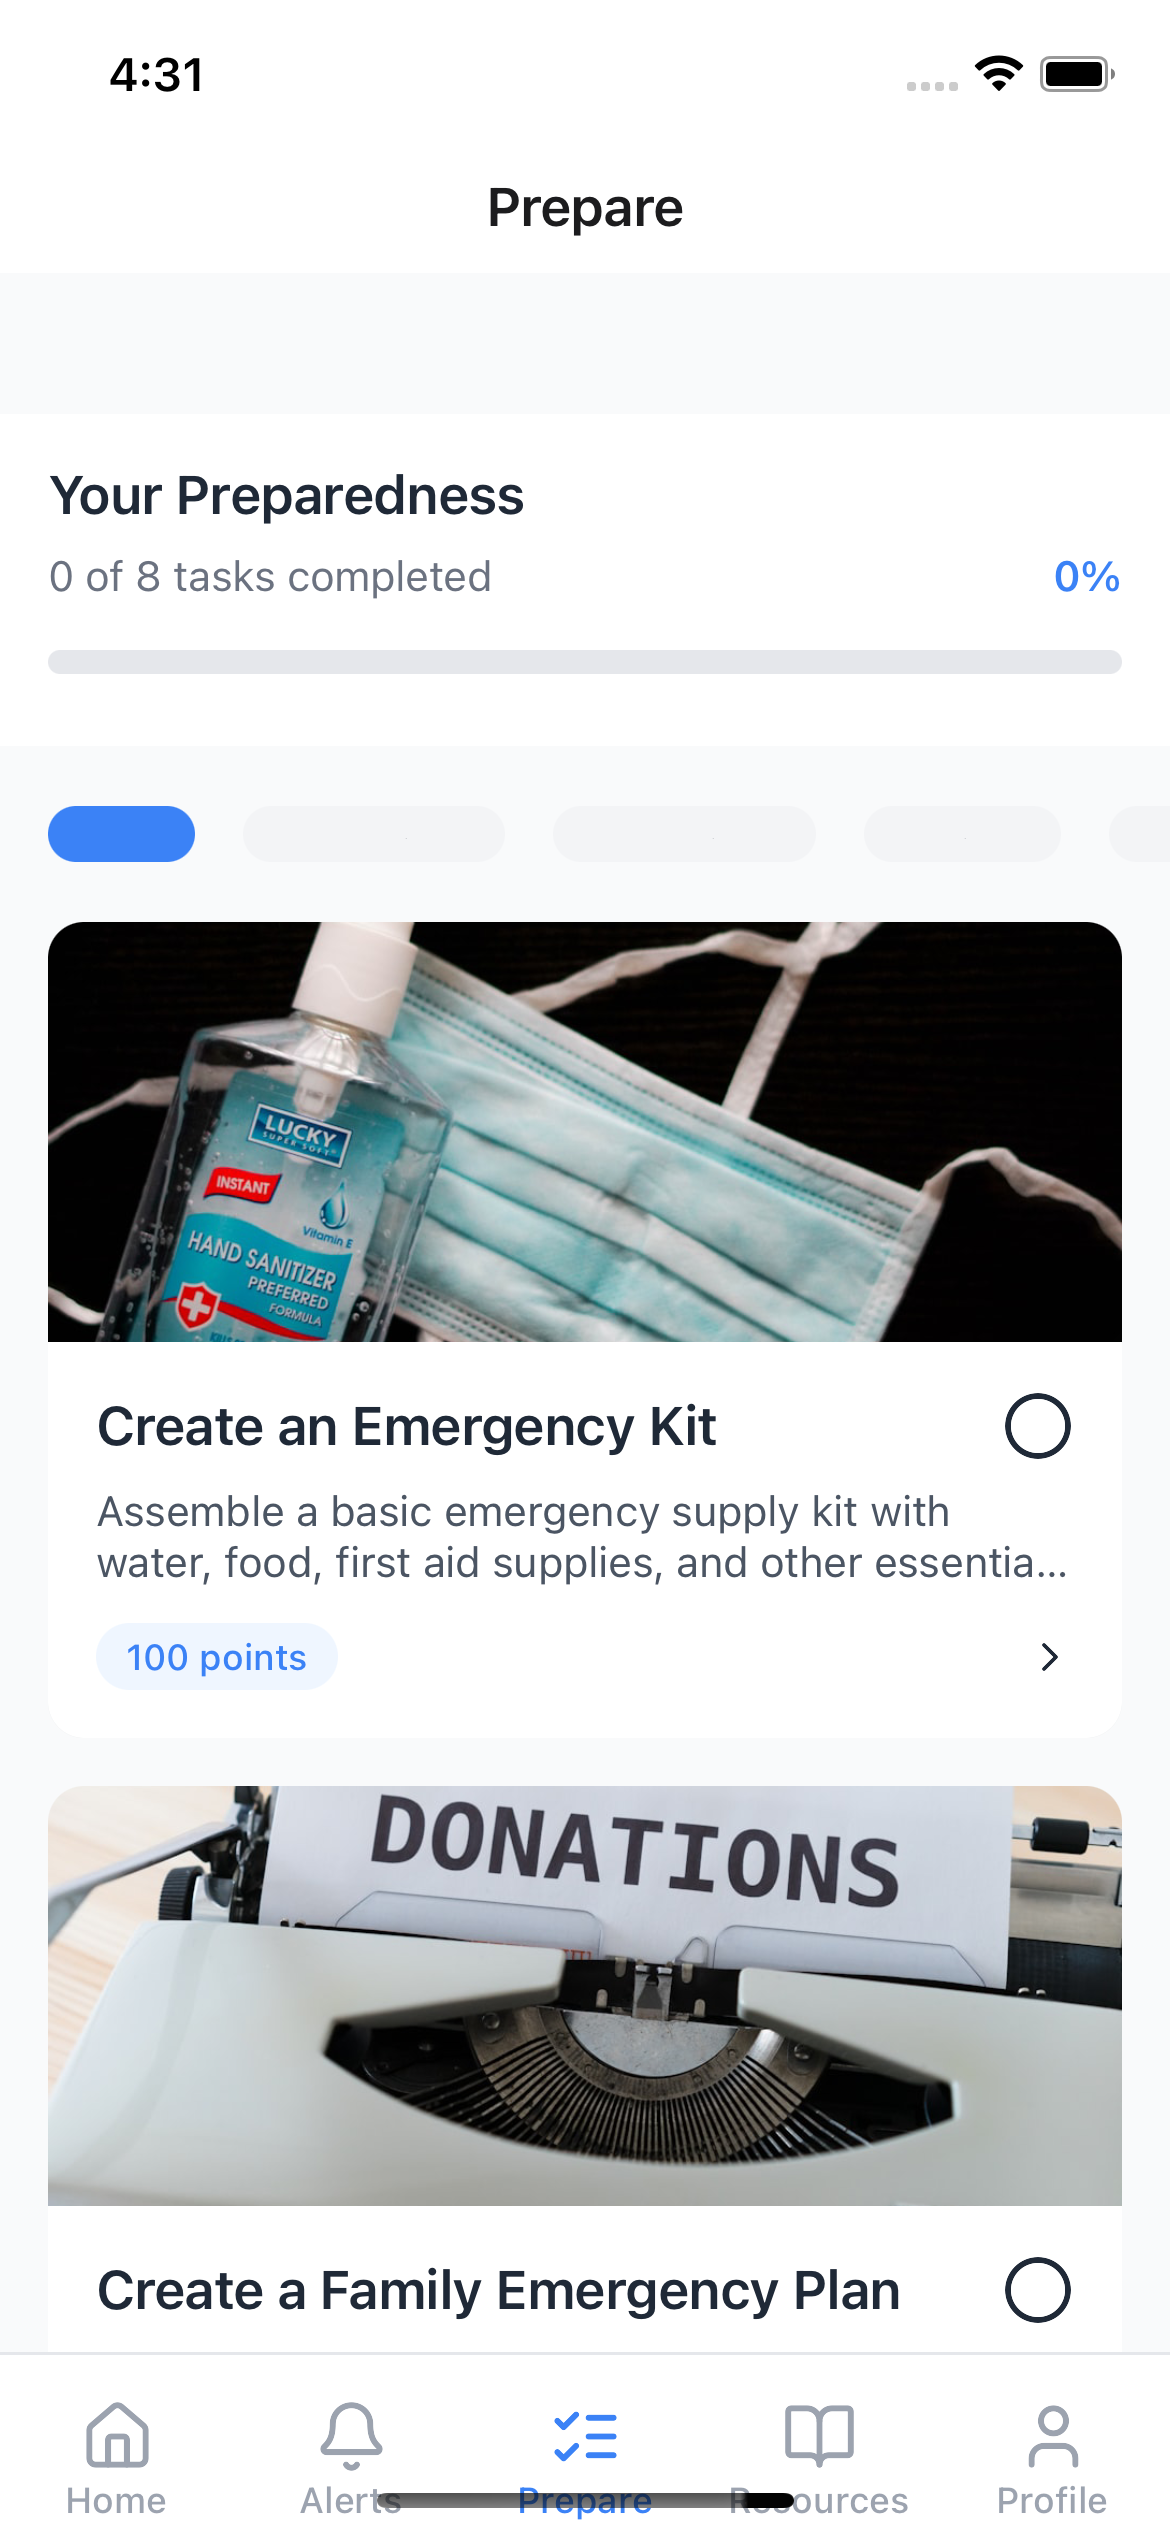 4:31
Prepare
Your Preparedness
0 of 8 tasks completed
0%
LUCKY
SUPER SOFT
INSTANT
Vitamin E
HAND SANITIZER
PREFERRED
FORMULA
Create an Emergency Kit
Assemble a basic emergency supply kit with
water, food, first aid supplies, and other essentia...
100 points
DONATIONS
Create a Family Emergency Plan
Home
Alerts
Prepare
Resources
Profile